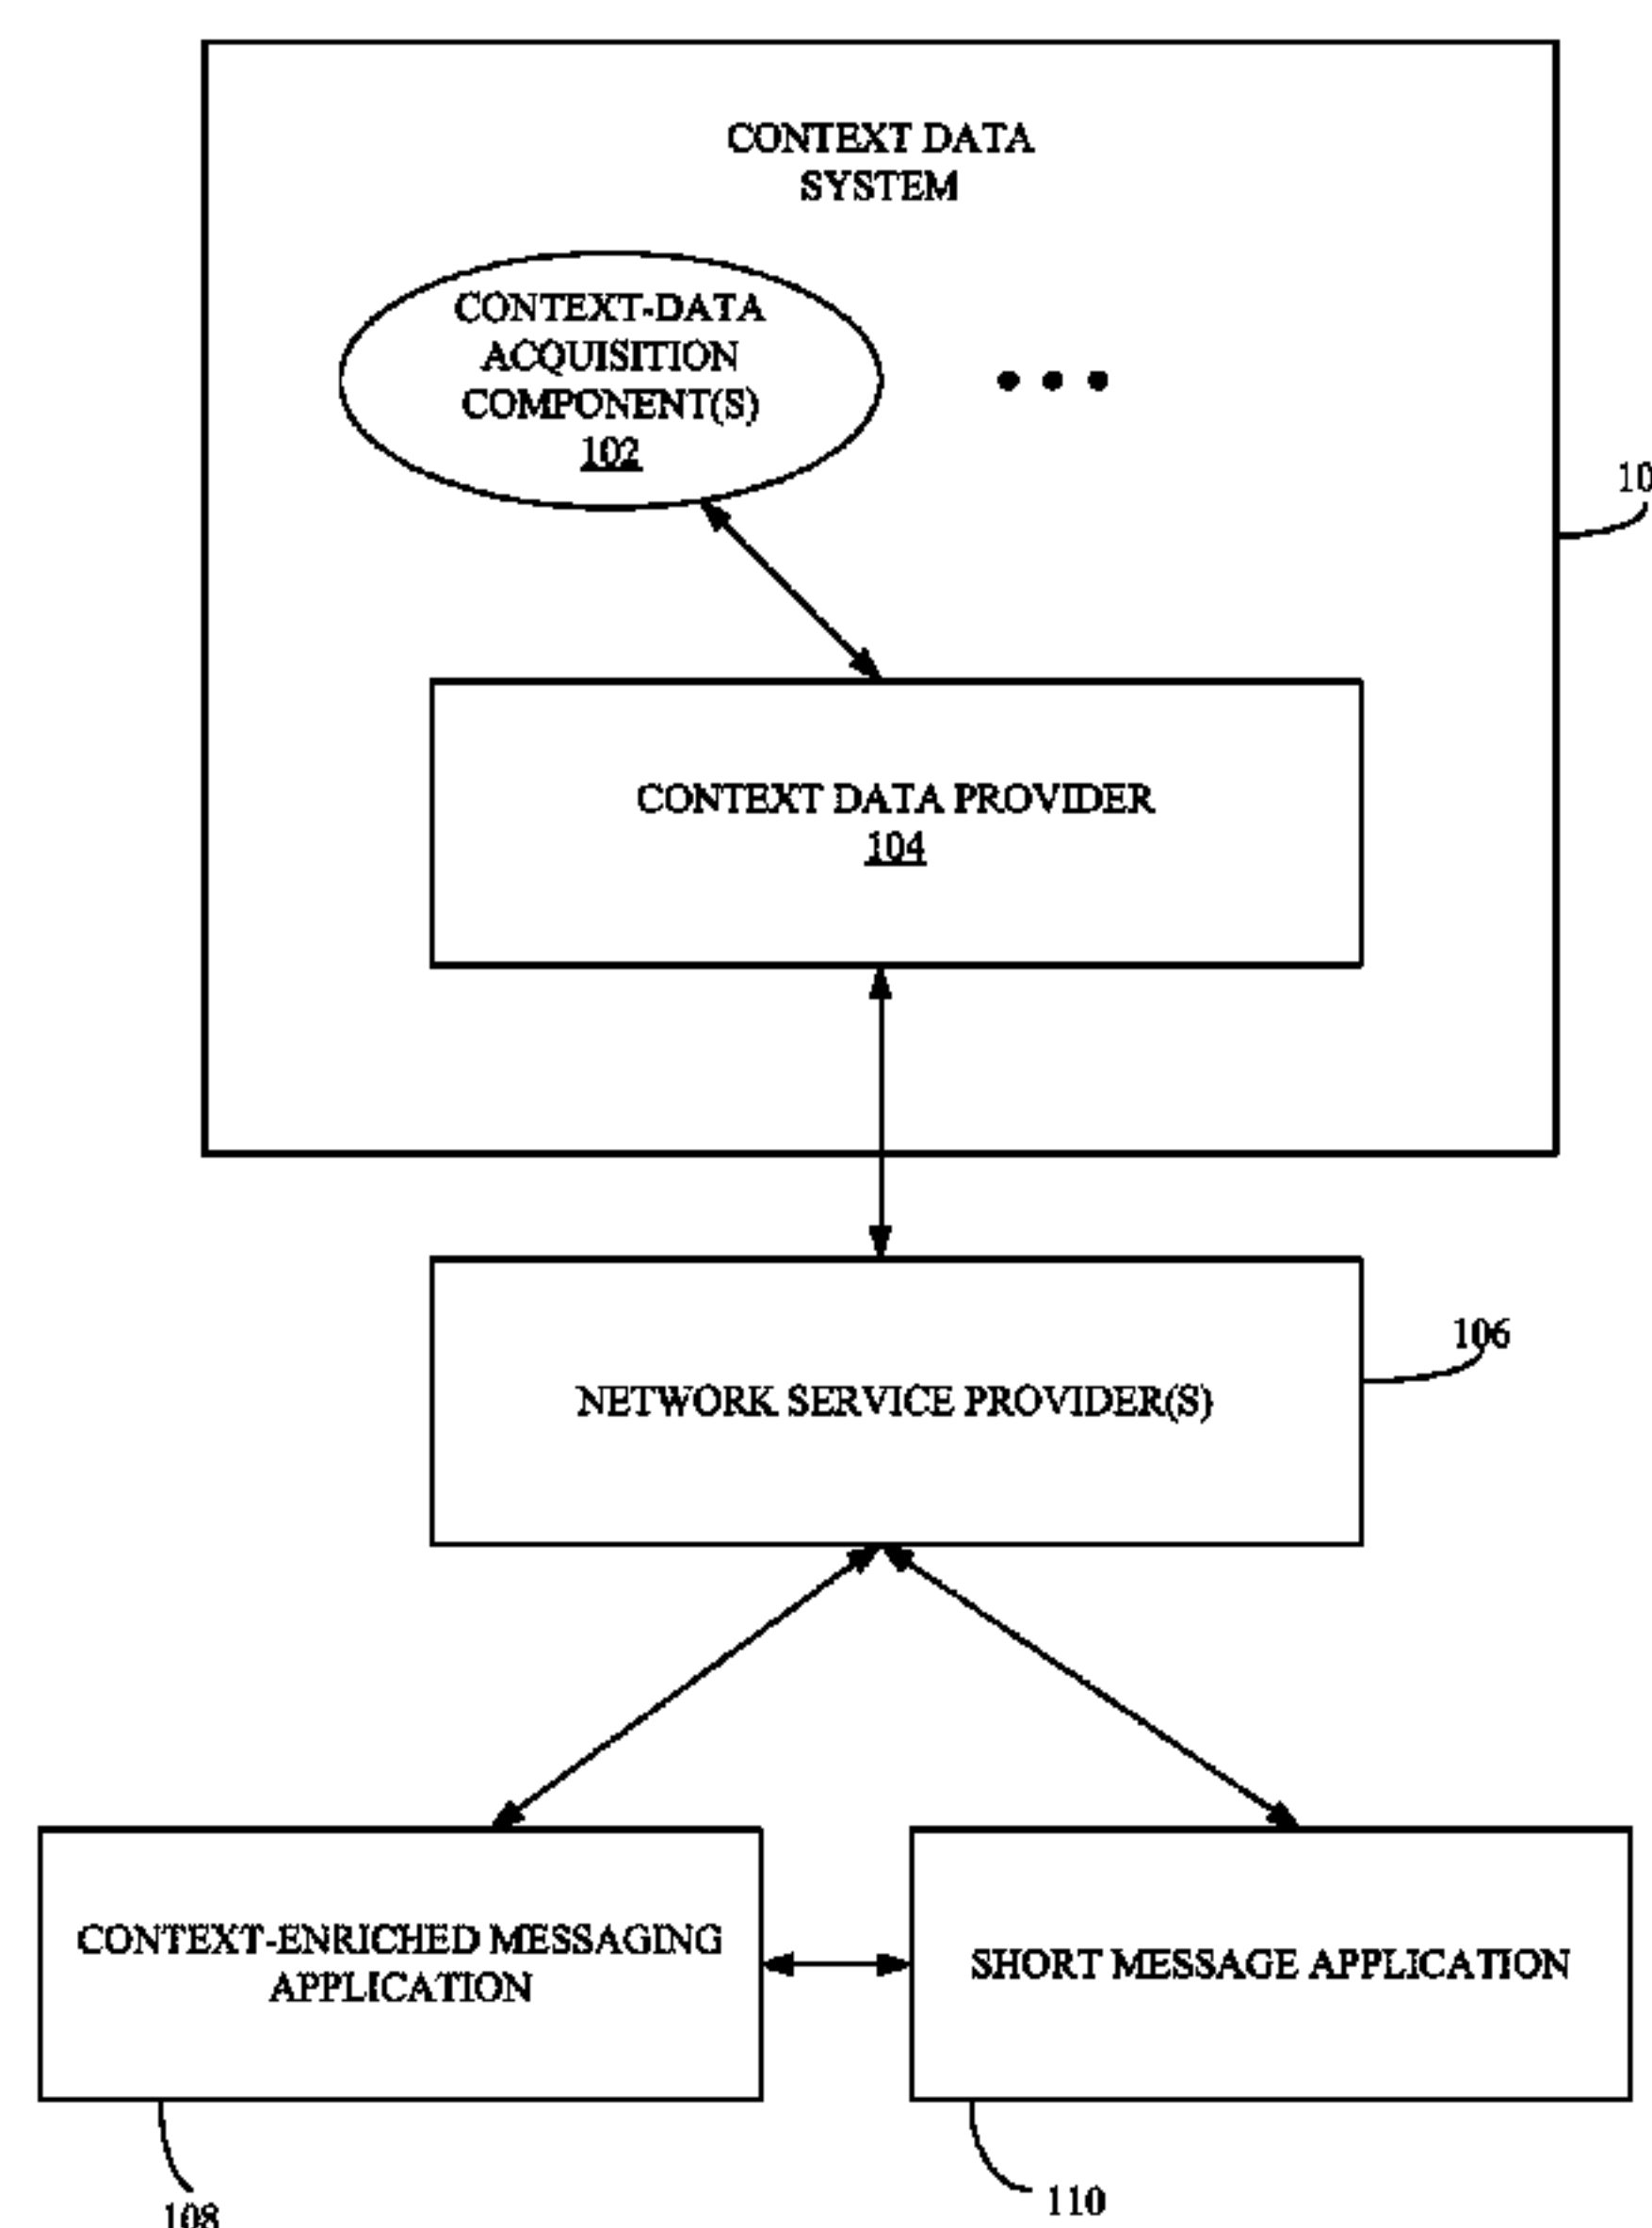 CONTEXT DATA
SYSTEM
CONTEXT-DATA
ACQUISITION
COMPONENT(S)
102
10
CONTEXT DATA PROVIDER
104
106
NETWORK SERVICE PROVIDER(S)
CONTEXT-ENRICHED MESSAGING
APPLICATION
SHORT MESSAGE APPLICATION
108
110